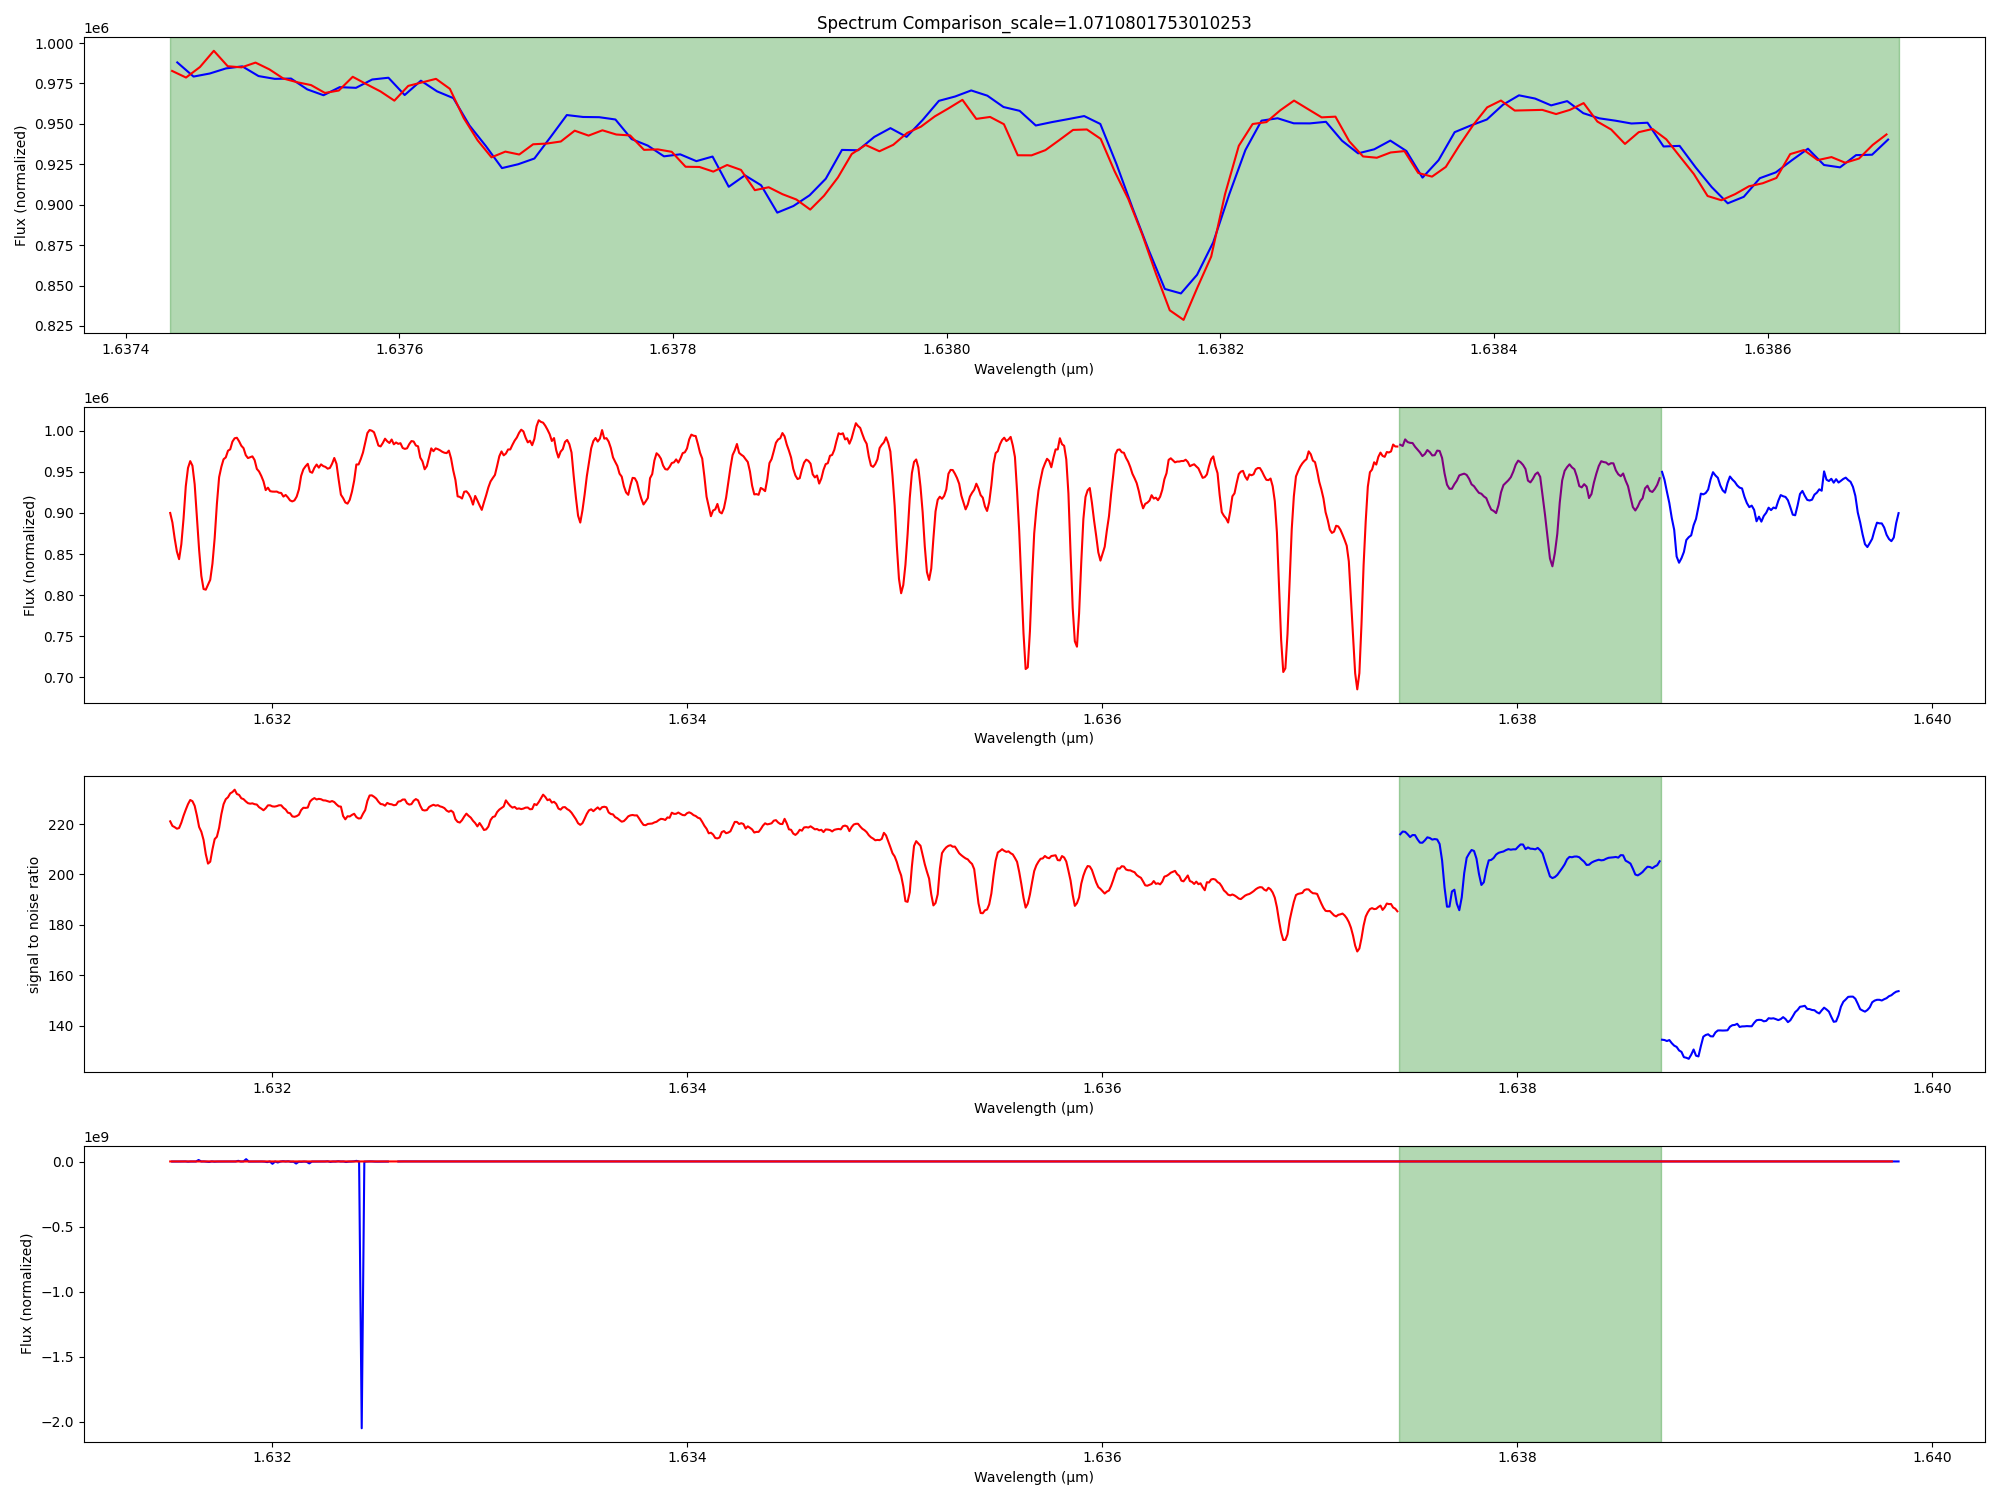 Spectrum Comparison_scale=1.0710801753010253
1e6
1.000
0.975
0.950
0.925
0.900
0.875
0.850
0.825
Flux (normalized)
1.6374 1.6376 1.6378 1.6380 1.6382 1.6384 1.6386
Wavelength (μm)
1e6
1.00
0.95
0.90
0.85
0.80
0.75
0.70
Flux (normalized)
1.632 1.634 1.636 1.638 1.640
Wavelength (μm)
220
200
180
160
140
signal to noise ratio
1.632 1.634 1.636 1.638 1.640
Wavelength (μm)
1e9
0.0
−0.5
−1.0
−1.5
−2.0
Flux (normalized)
1.632 1.634 1.636 1.638 1.640
Wavelength (μm)